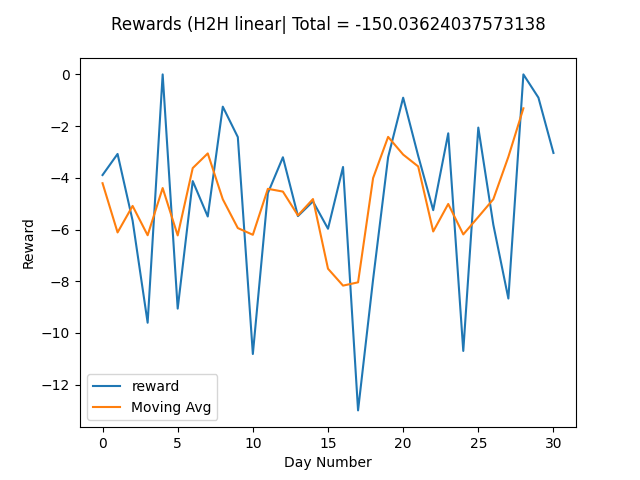 Rewards (H2H linear| Total = -150.03624037573138
0
−2
−4
−6
−8
−10
−12
Reward
reward
Moving Avg
0 5 10 15 20 25 30
Day Number